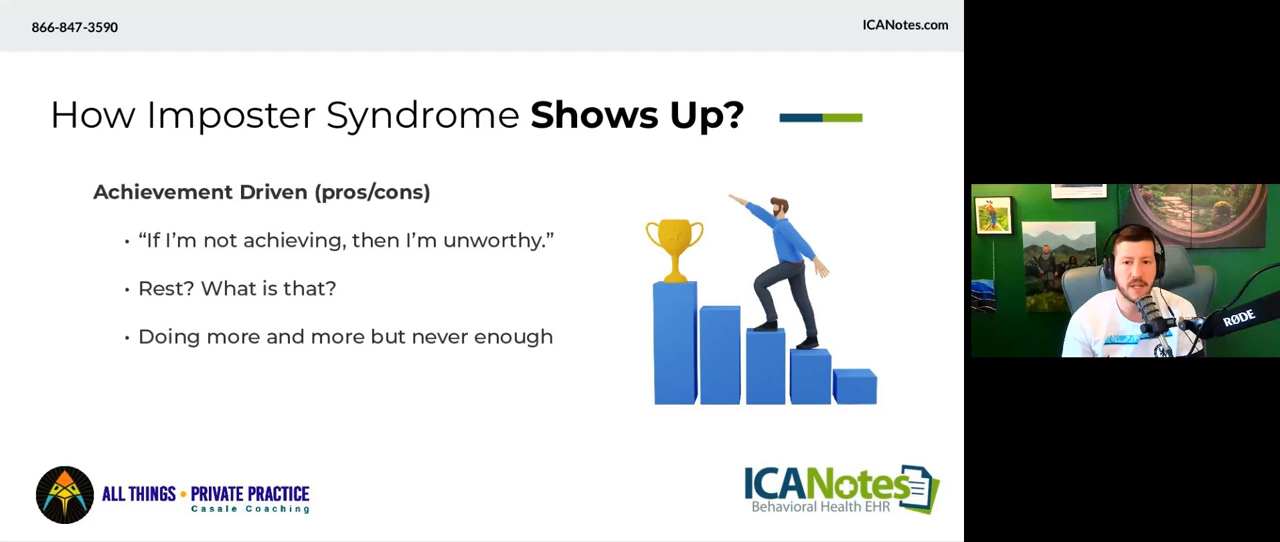 866-847-3590
ICANotes.com
How Imposter Syndrome Shows Up?
Achievement Driven (pros/cons)
• “If I’m not achieving, then I’m unworthy.”
• Rest? What is that?
• Doing more and more but never enough
ALL THINGS • PRIVATE PRACTICE
Casale Coaching
ICANotes
Behavioral Health EHR
RØDE